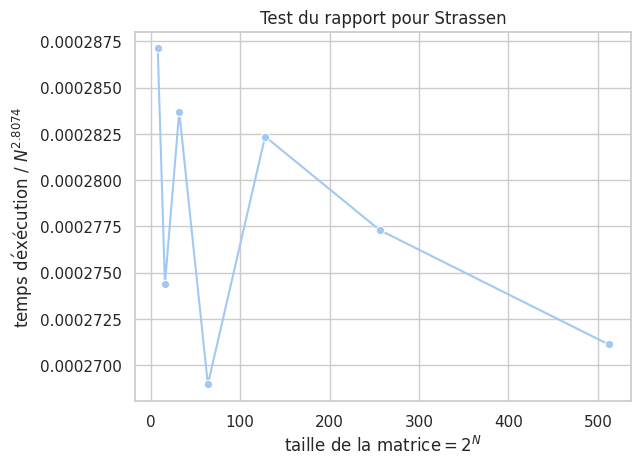 Test du rapport pour Strassen
0.0002875
0.0002850
0.0002825
0.0002800
0.0002775
0.0002750
0.0002725
0.0002700
temps déxécution / $N^{2.8074}$
0 100 200 300 400 500
taille de la matrice = $2^N$